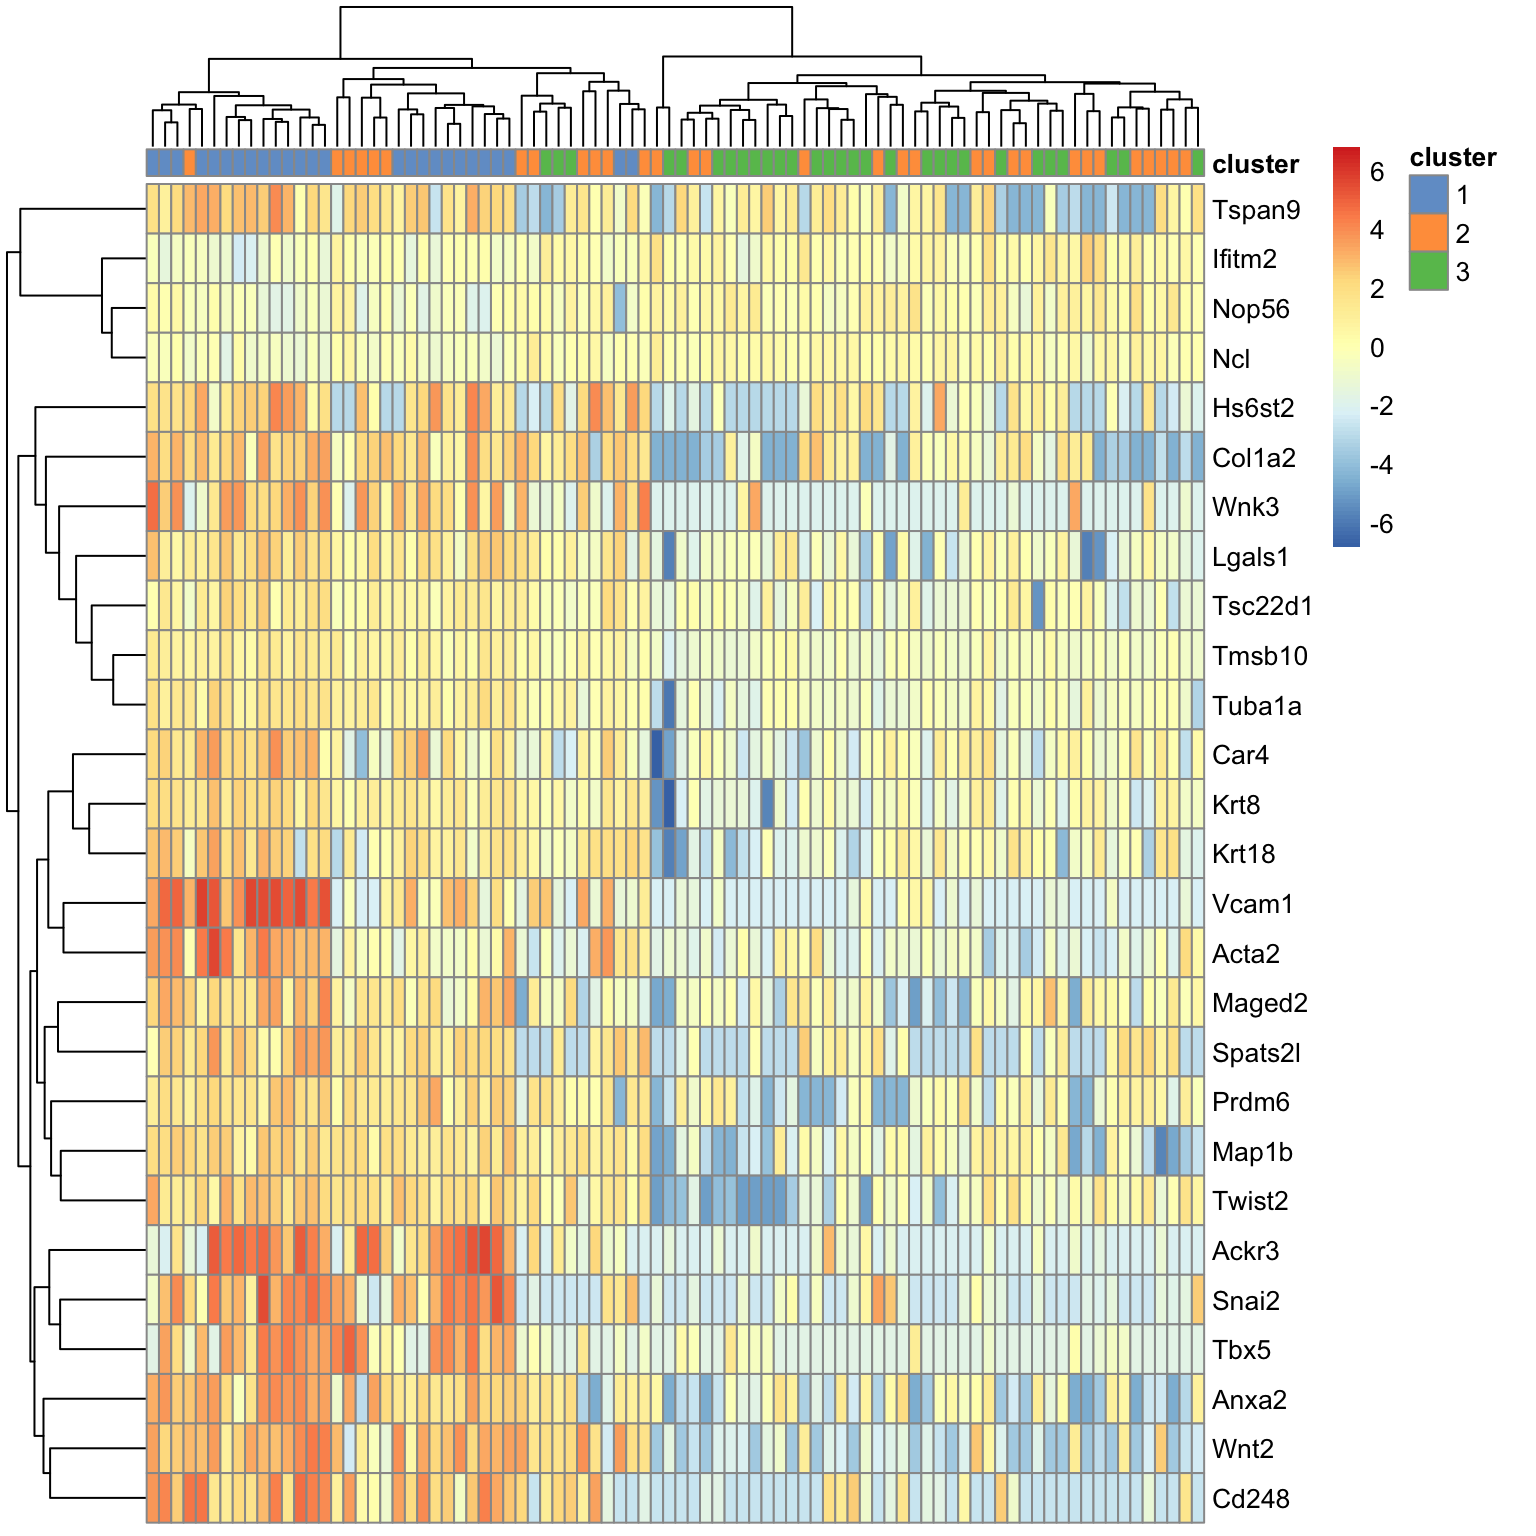 cluster
Tspan9
Ifitm2
Nop56
Ncl
Hs6st2
Col1a2
Wnk3
Lgals1
Tsc22d1
Tmsb10
Tuba1a
Car4
Krt8
Krt18
Vcam1
Acta2
Maged2
Spats2l
Prdm6
Map1b
Twist2
Ackr3
Snai2
Tbx5
Anxa2
Wnt2
Cd248
6
4
2
0
-2
-4
-6
cluster
1
2
3